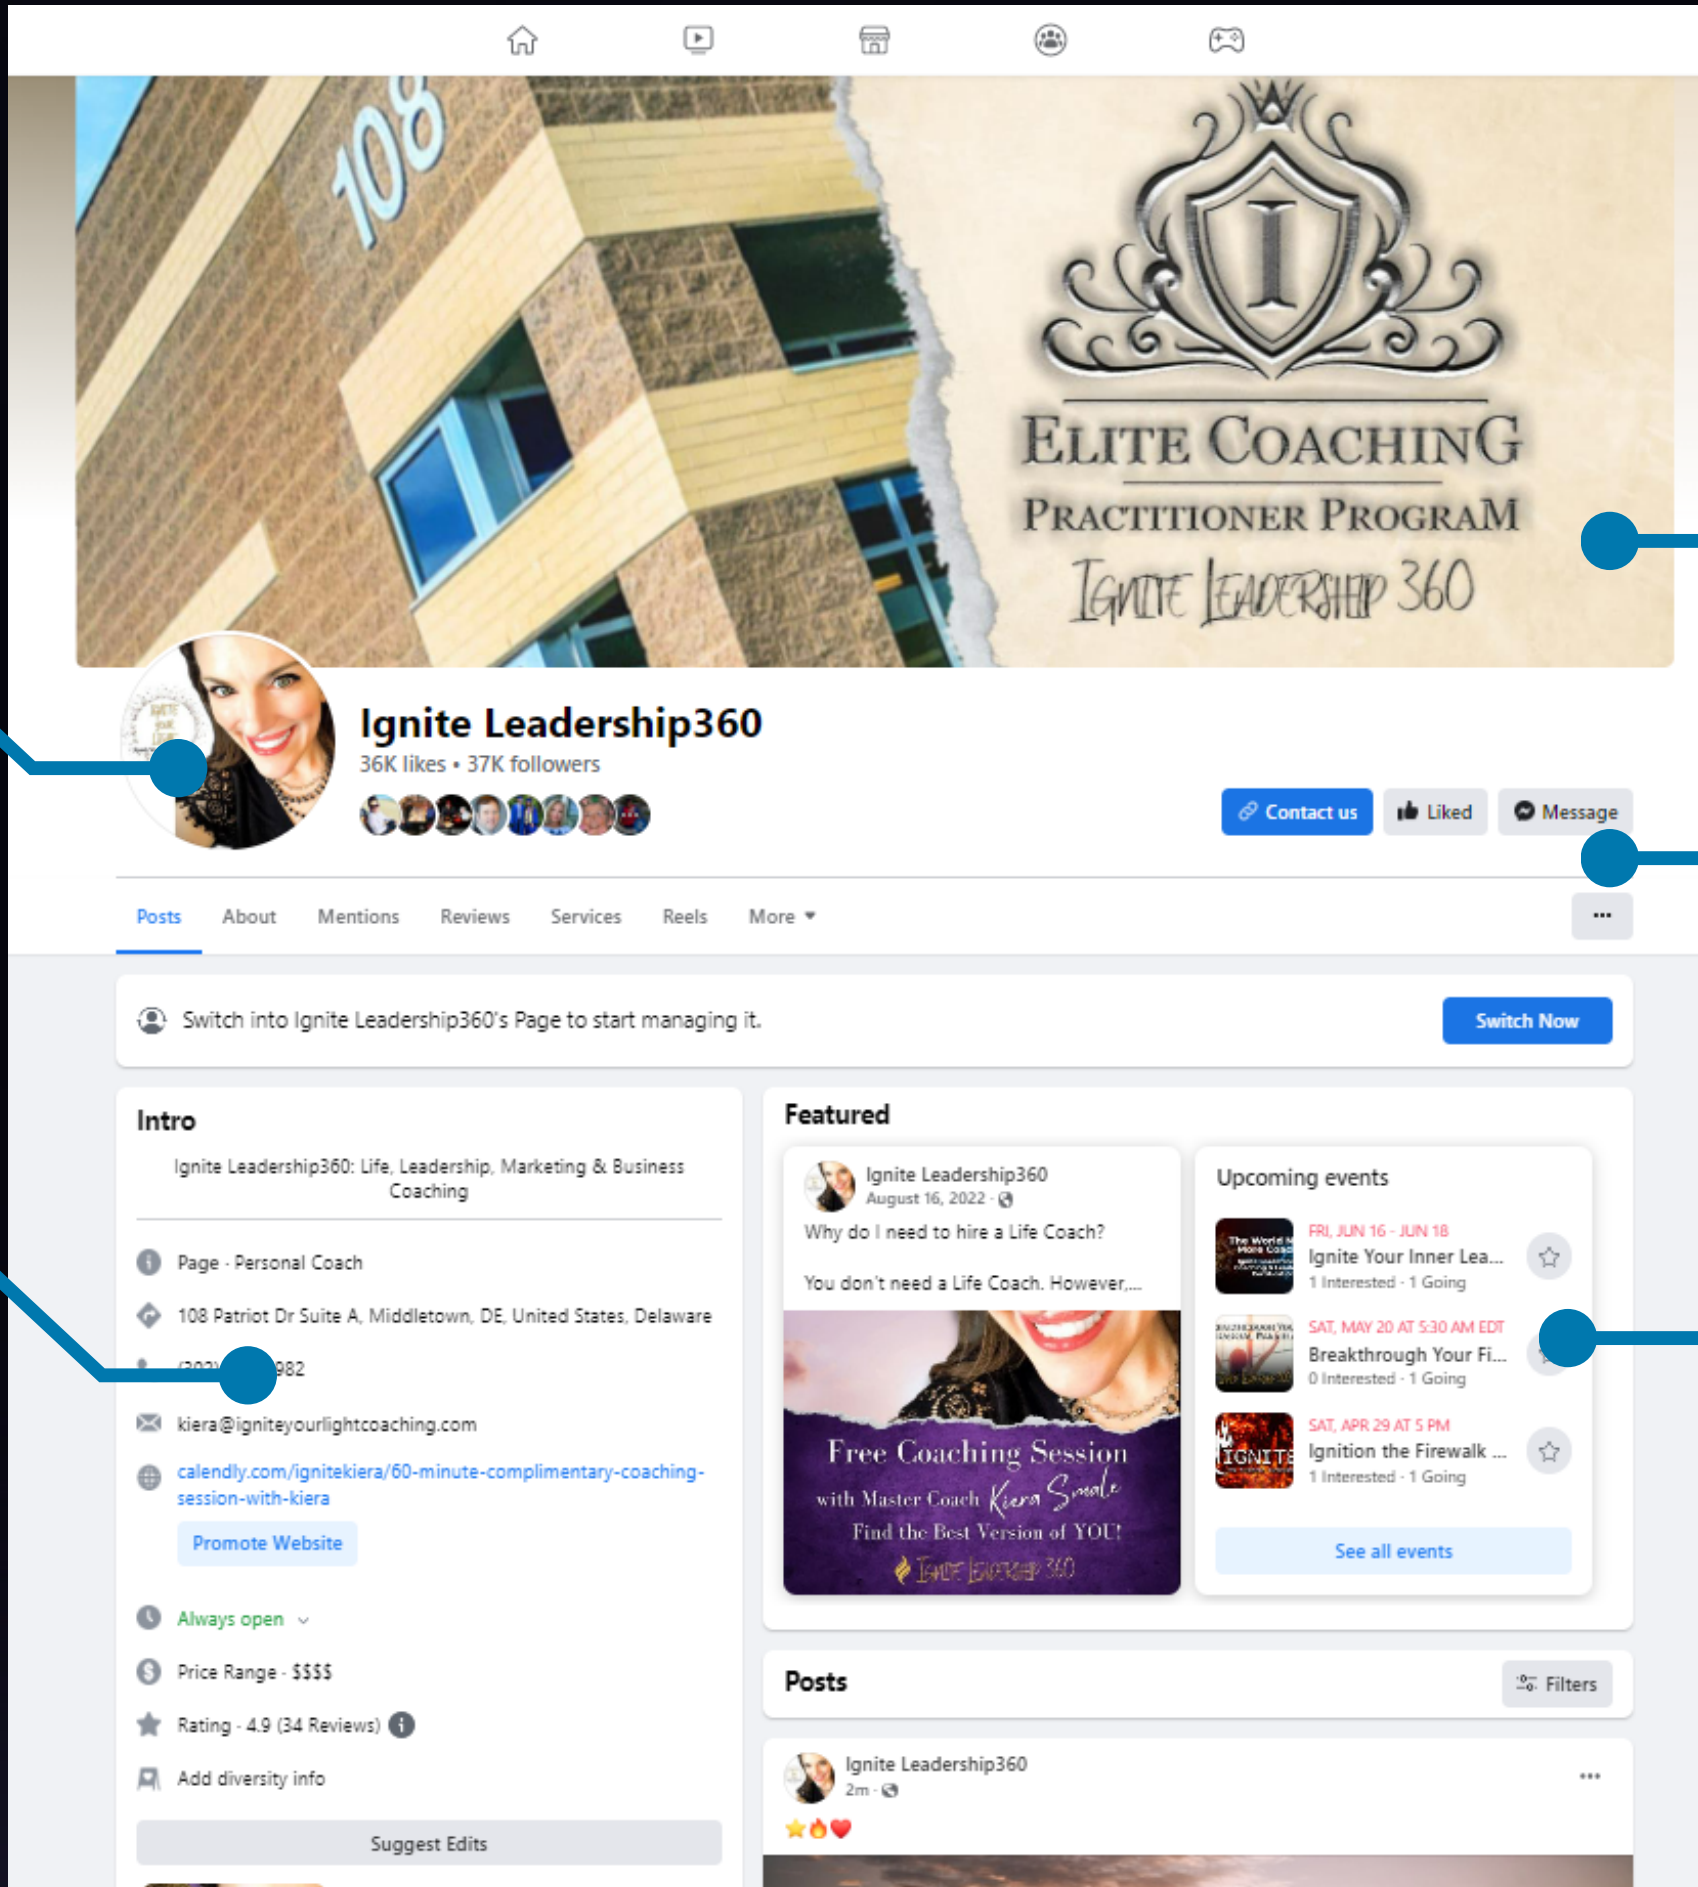 108
I
ELITE COACHING
PRACTITIONER PROGRAM
IGNITE LEADERSHIP 360
Ignite Leadership360
36K likes • 37K followers
Contact us
Liked
Message
Posts
About
Mentions
Reviews
Services
Reels
More
Switch into Ignite Leadership360's Page to start managing it.
Switch Now
Intro
Ignite Leadership360: Life, Leadership, Marketing & Business
Coaching
Page · Personal Coach
108 Patriot Dr Suite A, Middletown, DE, United States, Delaware
982
kiera@igniteyourlightcoaching.com
calendly.com/ignitekiera/60-minute-complimentary-coaching-
session-with-kiera
Promote Website
Always open
Price Range · $$$$
Rating · 4.9 (34 Reviews)
Add diversity info
Suggest Edits
Featured
Ignite Leadership360
August 16, 2022 ·
Why do I need to hire a Life Coach?
You don't need a Life Coach. However,...
Free Coaching Session
with Master Coach Kiera Smale
Find the Best Version of YOU!
IGNITE LEADERSHIP 360
Upcoming events
The World
More
FRI, JUN 16 - JUN 18
Ignite Your Inner Lea...
1 Interested · 1 Going
SAT, MAY 20 AT 5:30 AM EDT
Breakthrough Your Fi...
0 Interested · 1 Going
IGNITE
SAT, APR 29 AT 5 PM
Ignition the Firewalk ...
1 Interested · 1 Going
See all events
Posts
Filters
Ignite Leadership360
2m ·